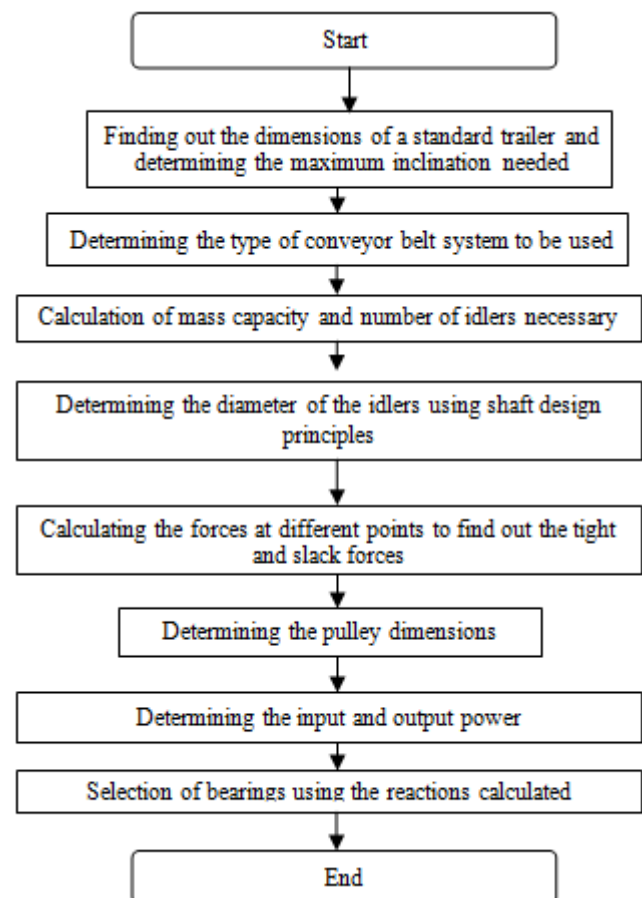 Start
Finding out the dimensions of a standard trailer and
determining the maximum inclination needed
Determining the type of conveyor belt system to be used
Calculation of mass capacity and number of idlers necessary
Determining the diameter of the idlers using shaft design
principles
Calculating the forces at different points to find out the tight
and slack forces
Determining the pulley dimensions
Determining the input and output power
Selection of bearings using the reactions calculated
End